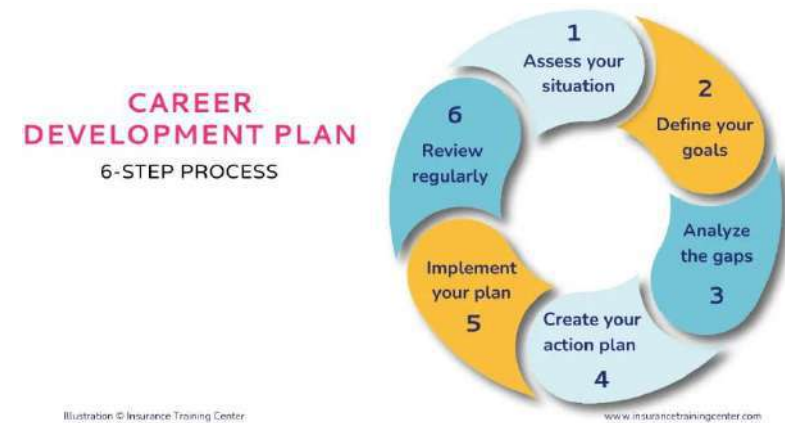 CAREER
DEVELOPMENT PLAN
6-STEP PROCESS
1
Assess your
situation
2
Define your
goals
Analyze
the gaps
3
Create your
action plan
4
Implement
your plan
5
6
Review
regularly
Illustration © Insurance Training Center
www.insurancetrainingcenter.com